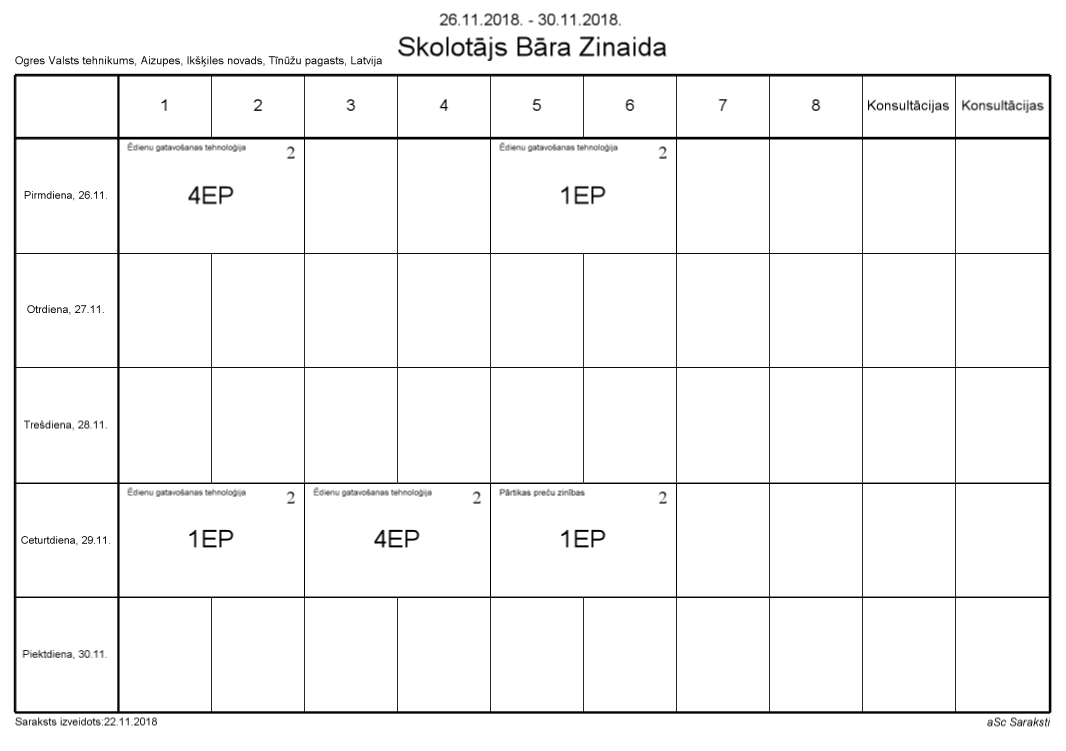 26.11.2018. - 30.11.2018.
Skolotājs Bāra Zinaida
Ogres Valsts tehnikums, Aizupes, Ikšķiles novads, Tīnūžu pagasts, Latvija
1 2 3 4 5 6 7 8 Konsultācijas Konsultācijas
Pirmdiena, 26.11.
Ēdienu gatavošanas tehnoloģija 2
4EP
Ēdienu gatavošanas tehnoloģija 2
1EP
Otrdiena, 27.11.
Trešdiena, 28.11.
Ceturtdiena, 29.11.
Ēdienu gatavošanas tehnoloģija 2
1EP
Ēdienu gatavošanas tehnoloģija 2
4EP
Pārtikas preču zinības 2
1EP
Piektdiena, 30.11.
Saraksts izveidots:22.11.2018
aSc Saraksti